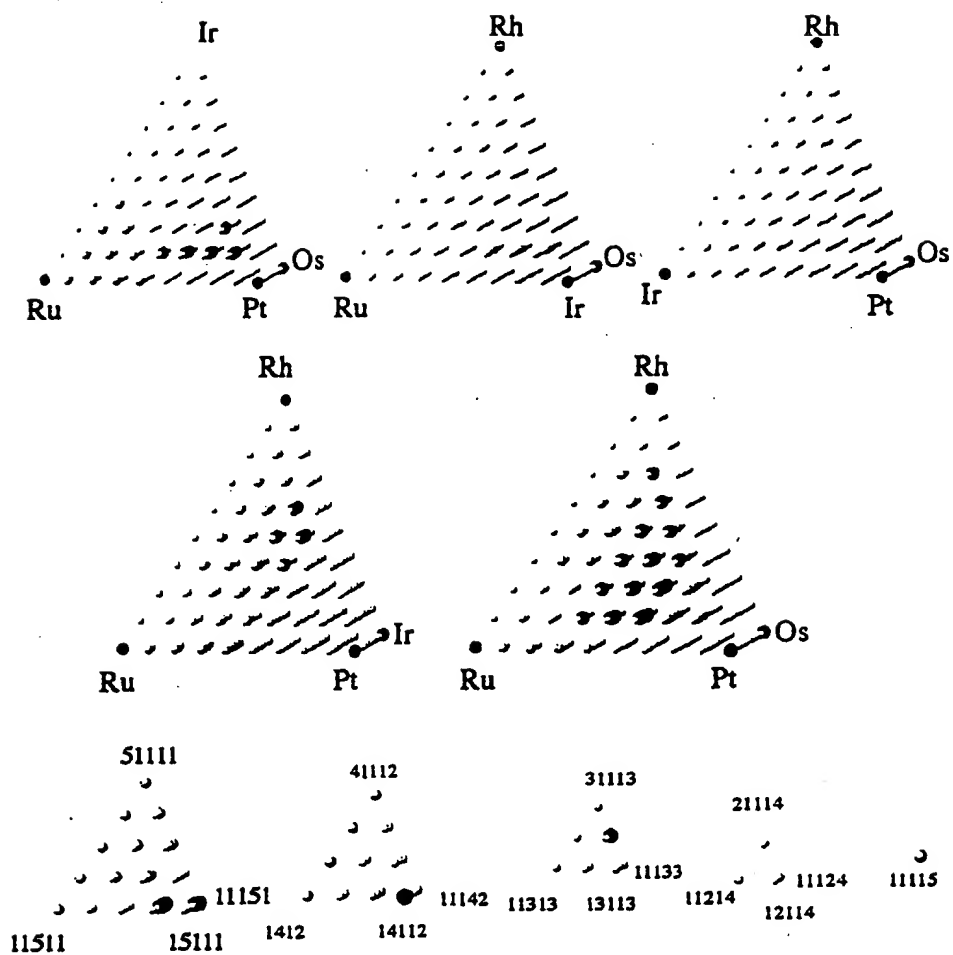 Ir Rh Rh
Os Os Os
Ru Pt Ru Ir Ir Pt
Rh Rh
Ir Os
Ru Pt Ru Pt
51111 41112 31113 21114
11133
11151 11142 11313 13113 11214 11124 11115
12114
11511 15111 1412 14112